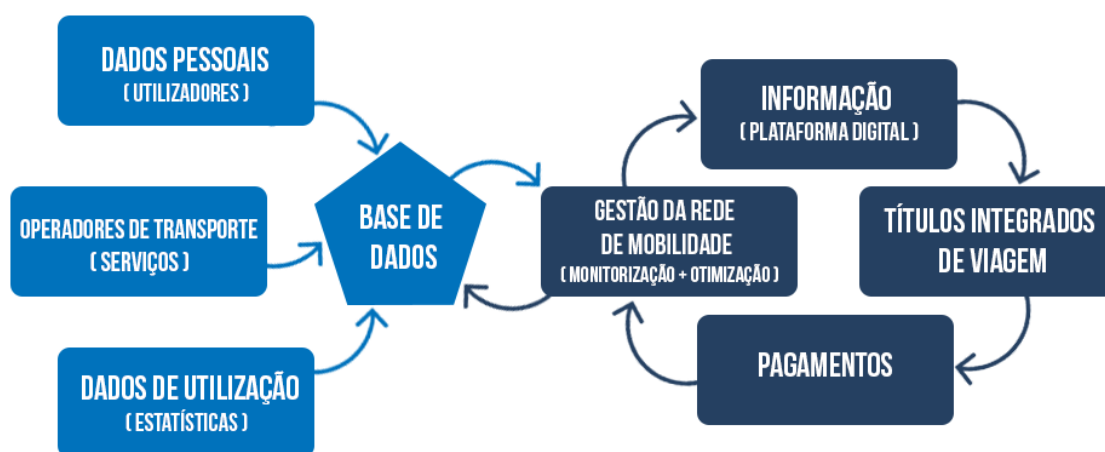 DADOS PESSOAIS
( UTILIZADORES )
OPERADORES DE TRANSPORTE
( SERVIÇOS )
DADOS DE UTILIZAÇÃO
( ESTATÍSTICAS )
BASE DE
DADOS
GESTÃO DA REDE
DE MOBILIDADE
( MONITORIZAÇÃO + OTIMIZAÇÃO )
INFORMAÇÃO
( PLATAFORMA DIGITAL )
TÍTULOS INTEGRADOS
DE VIAGEM
PAGAMENTOS